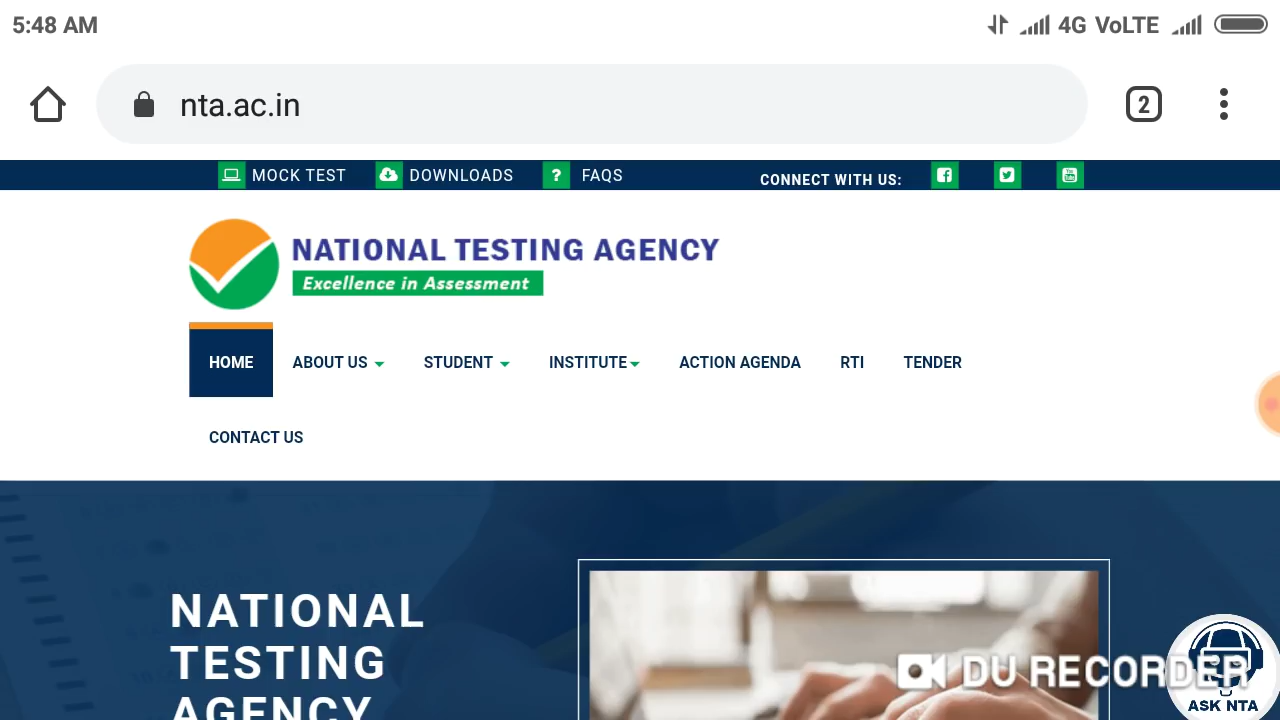 5:48 AM
4G VoLTE
nta.ac.in
2
MOCK TEST
DOWNLOADS
? FAQS
CONNECT WITH US:
NATIONAL TESTING AGENCY
Excellence in Assessment
HOME
ABOUT US
STUDENT
INSTITUTE
ACTION AGENDA
RTI
TENDER
CONTACT US
NATIONAL
TESTING
AGENCY
DU RECORDER
ASK NTA